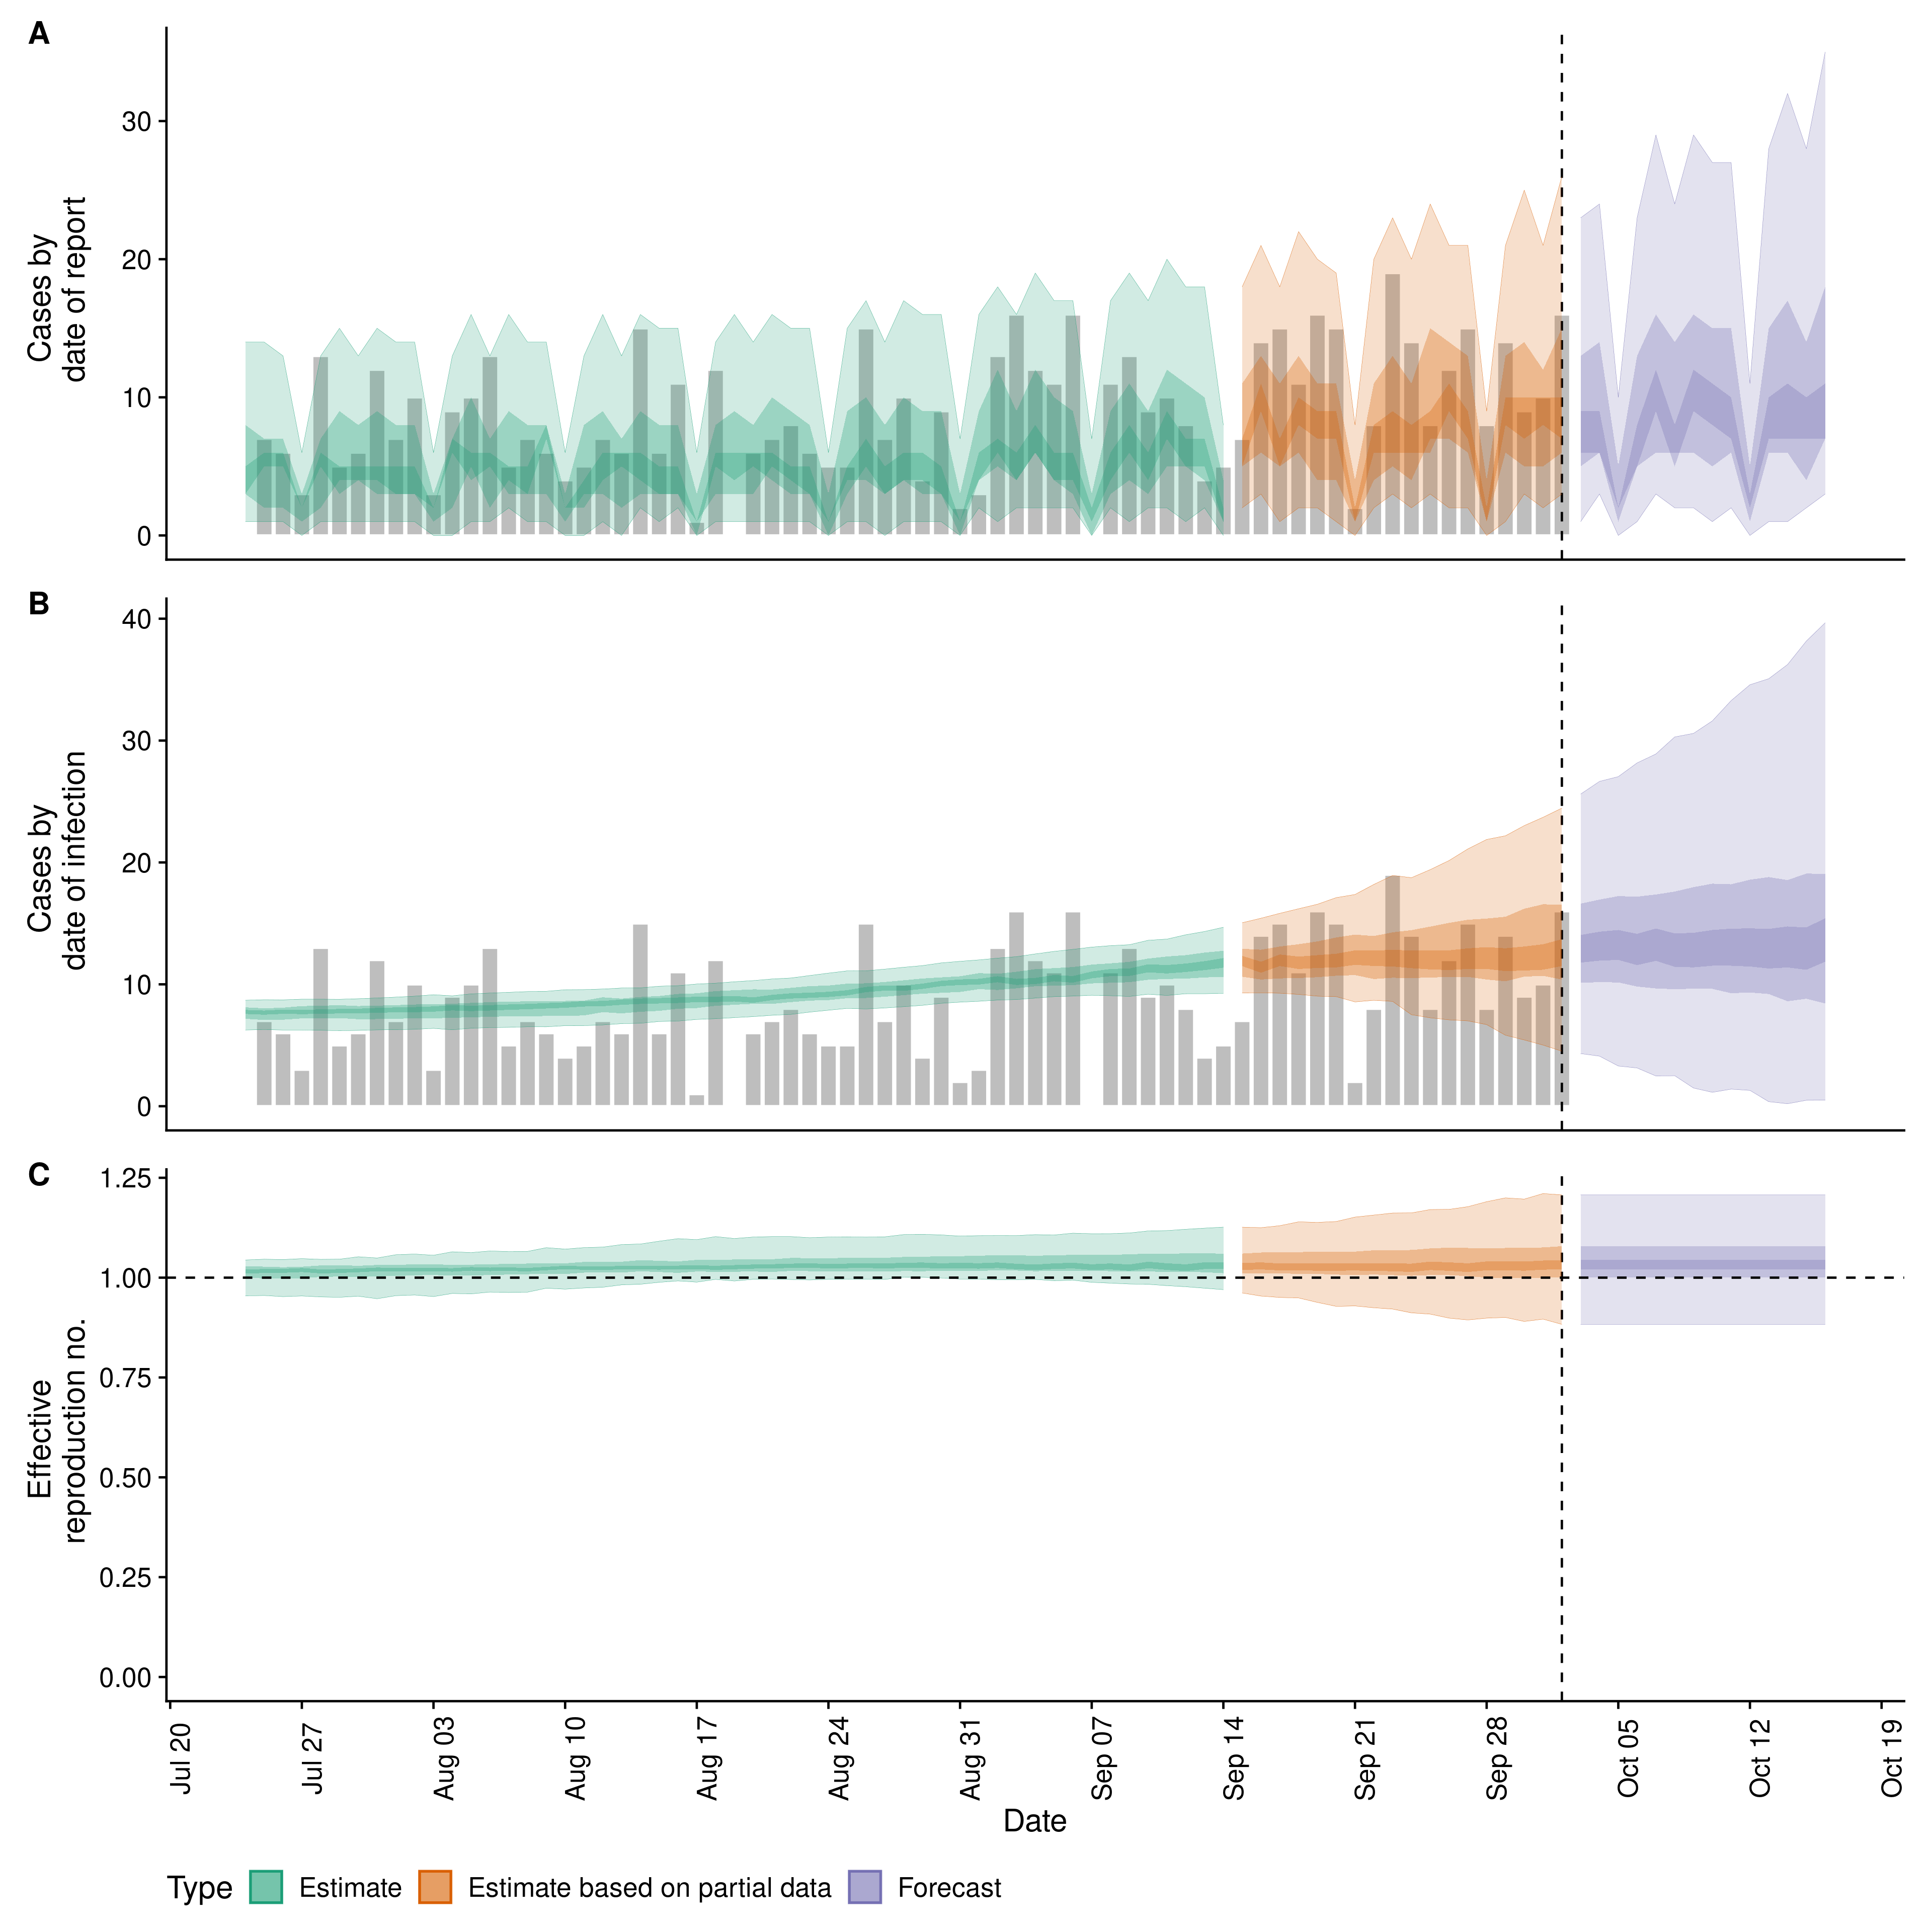 A
Cases by
date of report
30
20
10
0
B
Cases by
date of infection
40
30
20
10
0
C
Effective
reproduction no.
1.25
1.00
0.75
0.50
0.25
0.00
Jul 20
Jul 27
Aug 03
Aug 10
Aug 17
Aug 24
Aug 31
Sep 07
Sep 14
Sep 21
Sep 28
Oct 05
Oct 12
Oct 19
Date
Type Estimate Estimate based on partial data Forecast